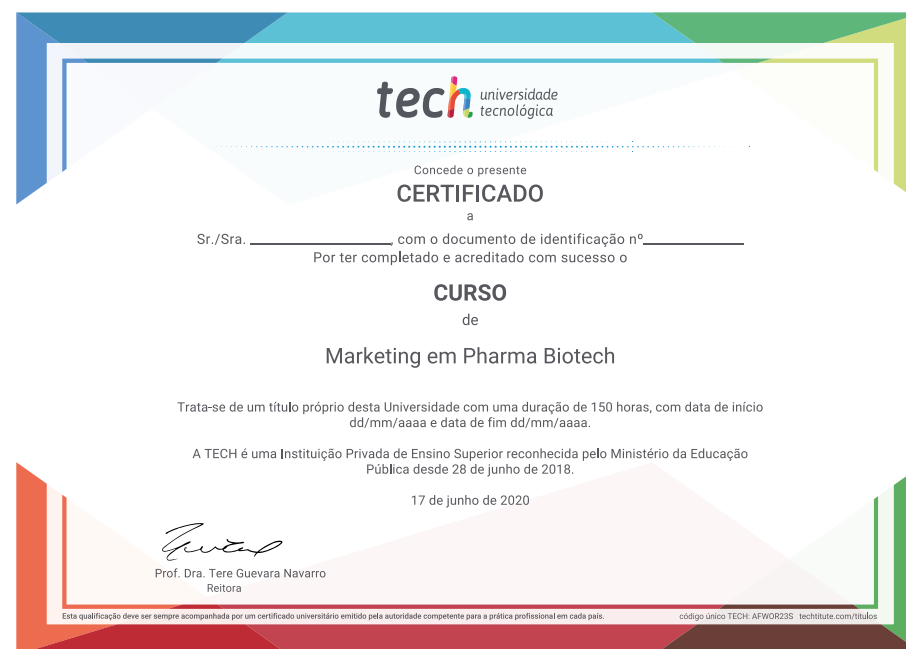 tech universidade
tecnológica
Concede o presente
CERTIFICADO
a
Sr./Sra. ____________________, com o documento de identificação nº______________
Por ter completado e acreditado com sucesso o
CURSO
de
Marketing em Pharma Biotech
Trata-se de um título próprio desta Universidade com uma duração de 150 horas, com data de início
dd/mm/aaaa e data de fim dd/mm/aaaa.
A TECH é uma Instituição Privada de Ensino Superior reconhecida pelo Ministério da Educação
Pública desde 28 de junho de 2018.
17 de junho de 2020
Prof. Dra. Tere Guevara Navarro
Reitora
Esta qualificação deve ser sempre acompanhada por um certificado universitário emitido pela autoridade competente para a prática profissional em cada país.
código único TECH: AFWOR23S techtitute.com/titulos